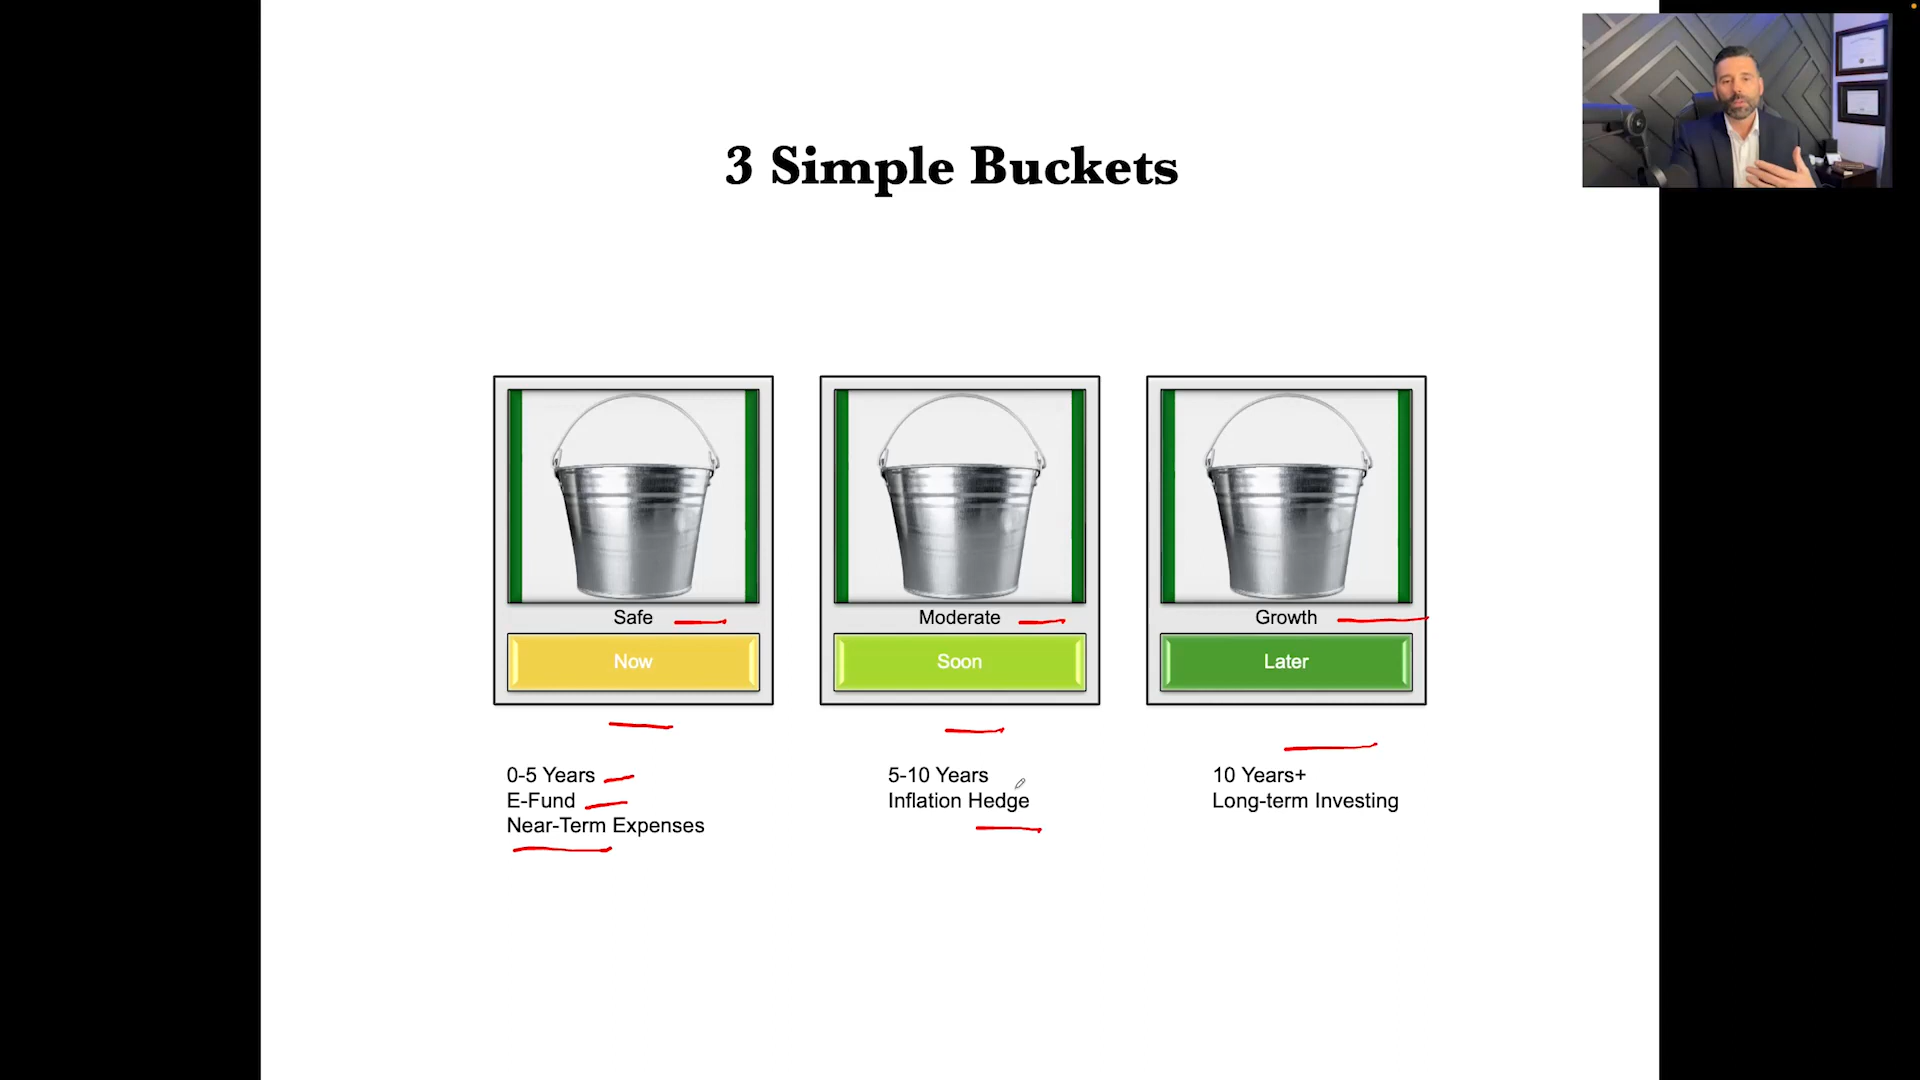 3 Simple Buckets
Safe
Now
0-5 Years
E-Fund
Near-Term Expenses
Moderate
Soon
5-10 Years
Inflation Hedge
Growth
Later
10 Years+
Long-term Investing